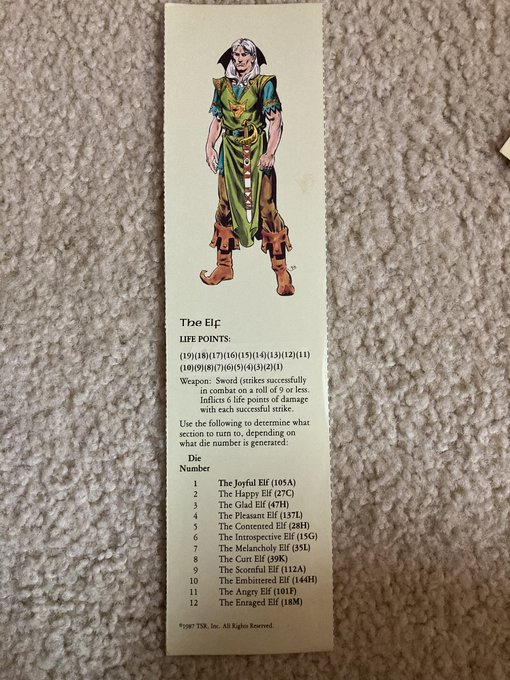 The Elf
LIFE POINTS:
(19)(18)(17)(16)(15)(14)(13)(12)(11)
(10)(9)(8)(7)(6)(5)(4)(3)(2)(1)
Weapon: Sword (strikes successfully
in combat on a roll of 9 or less.
Inflicts 6 life points of damage
with each successful strike.
Use the following to determine what
section to turn to, depending on
what die number is generated:
Die
Number
1 The Joyful Elf (105A)
2 The Happy Elf (27C)
3 The Glad Elf (47H)
4 The Pleasant Elf (137L)
5 The Contented Elf (28H)
6 The Introspective Elf (15G)
7 The Melancholy Elf (35L)
8 The Curt Elf (39K)
9 The Scornful Elf (112A)
10 The Embittered Elf (144H)
11 The Angry Elf (101F)
12 The Enraged Elf (18M)
©1987 TSR, Inc. All Rights Reserved.